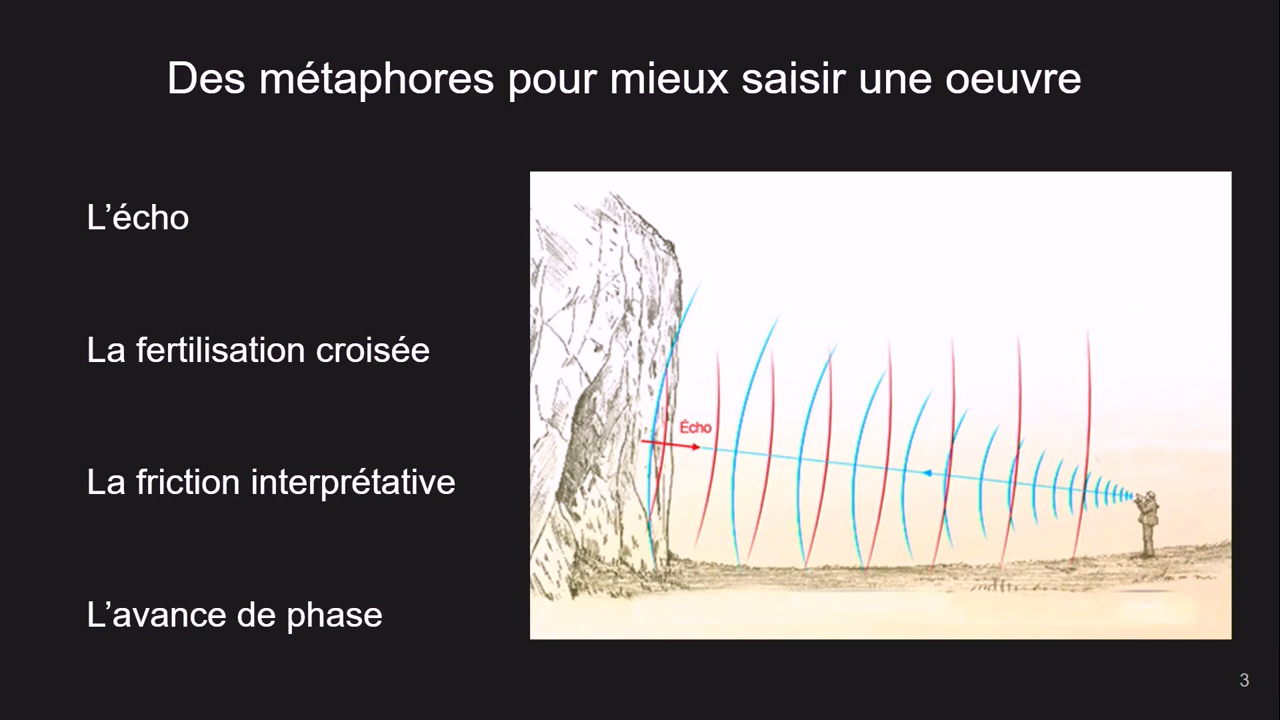 Des métaphores pour mieux saisir une oeuvre
L’écho
La fertilisation croisée
La friction interprétative
L’avance de phase
Écho
3